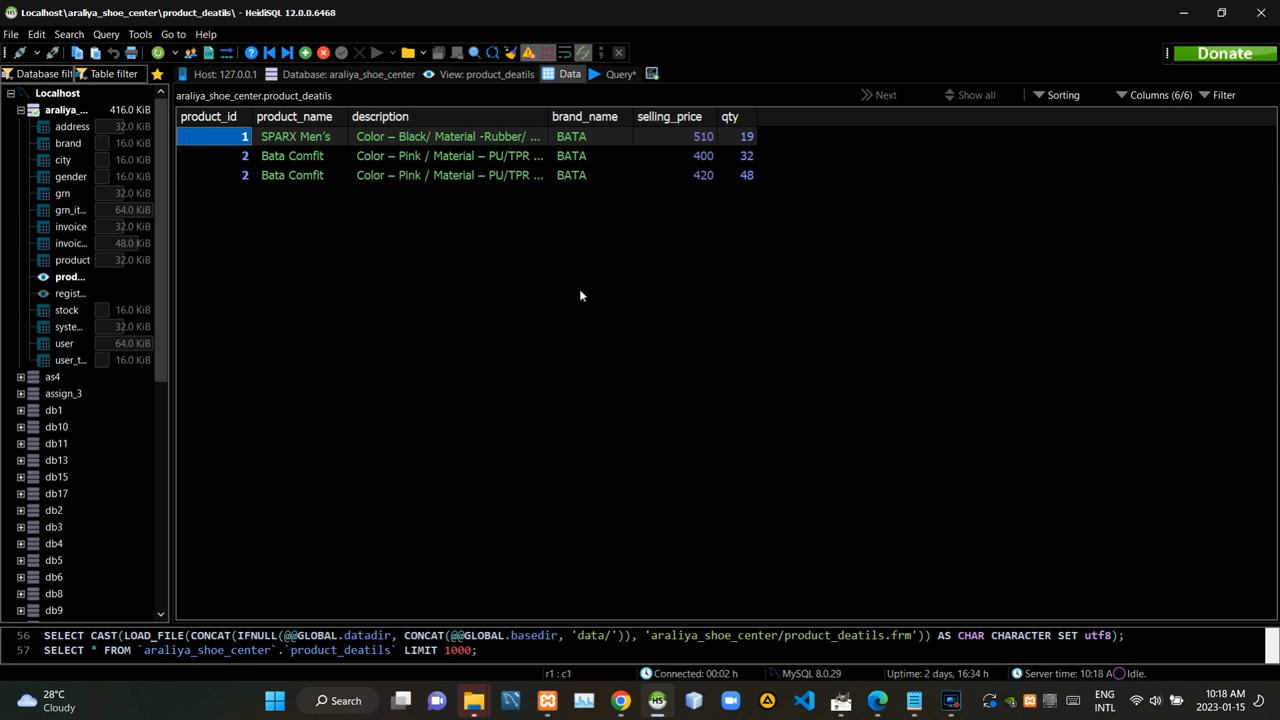 Localhost\araliya_shoe_center\product_deatils\ - HeidiSQL 12.0.0.6468
File Edit Search Query Tools Go to Help
Donate
Database filt Table filter Host: 127.0.0.1 Database: araliya_shoe_center View: product_deatils Data Query*
araliya_shoe_center.product_deatils Next Show all Sorting Columns (6/6) Filter
product_id product_name description brand_name selling_price qty
1 SPARX Men's Color – Black/ Material -Rubber/ ... BATA 510 19
2 Bata Comfit Color – Pink / Material – PU/TPR ... BATA 400 32
2 Bata Comfit Color – Pink / Material – PU/TPR ... BATA 420 48
Localhost
araliya_... 416.0 KiB
address 32.0 KiB
brand 16.0 KiB
city 16.0 KiB
gender 16.0 KiB
grn 32.0 KiB
grn_it... 64.0 KiB
invoice 32.0 KiB
invoic... 48.0 KiB
product 32.0 KiB
prod...
regist...
stock 16.0 KiB
syste... 32.0 KiB
user 64.0 KiB
user_t... 16.0 KiB
as4
assign_3
db1
db10
db11
db13
db15
db17
db2
db3
db4
db5
db6
db8
db9
56 SELECT CAST(LOAD_FILE(CONCAT(IFNULL(@@GLOBAL.datadir, CONCAT(@@GLOBAL.basedir, 'data/')), 'araliya_shoe_center/product_deatils.frm')) AS CHAR CHARACTER SET utf8);
57 SELECT * FROM `araliya_shoe_center`.`product_deatils` LIMIT 1000;
r1 : c1 Connected: 00:02 h MySQL 8.0.29 Uptime: 2 days, 16:34 h Server time: 10:18 A Idle.
28°C
Cloudy
Search
ENG
INTL
10:18 AM
2023-01-15